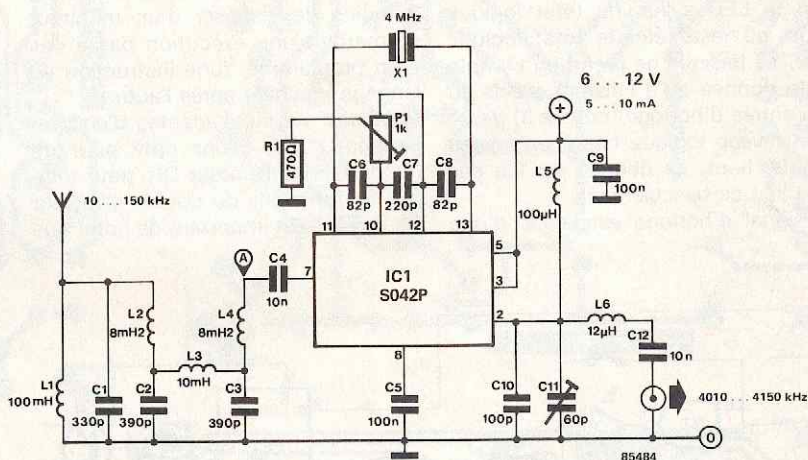 4 MHz
X1
6 . . . 12 V
5 . . . 10 mA
P1
1k
R1
470Ω
C6
82p
C7
220p
C8
82p
L5
100µH
C9
100n
10 . . . 150 kHz
11
10
12
13
A
C4
10n
7
IC1
S042P
5
3
2
L2
8mH2
L4
8mH2
L3
10mH
L6
12µH
C12
10n
8
L1
100mH
C1
330p
C2
390p
C3
390p
C5
100n
C10
100p
C11
60p
4010 . . . 4150 kHz
0
85484